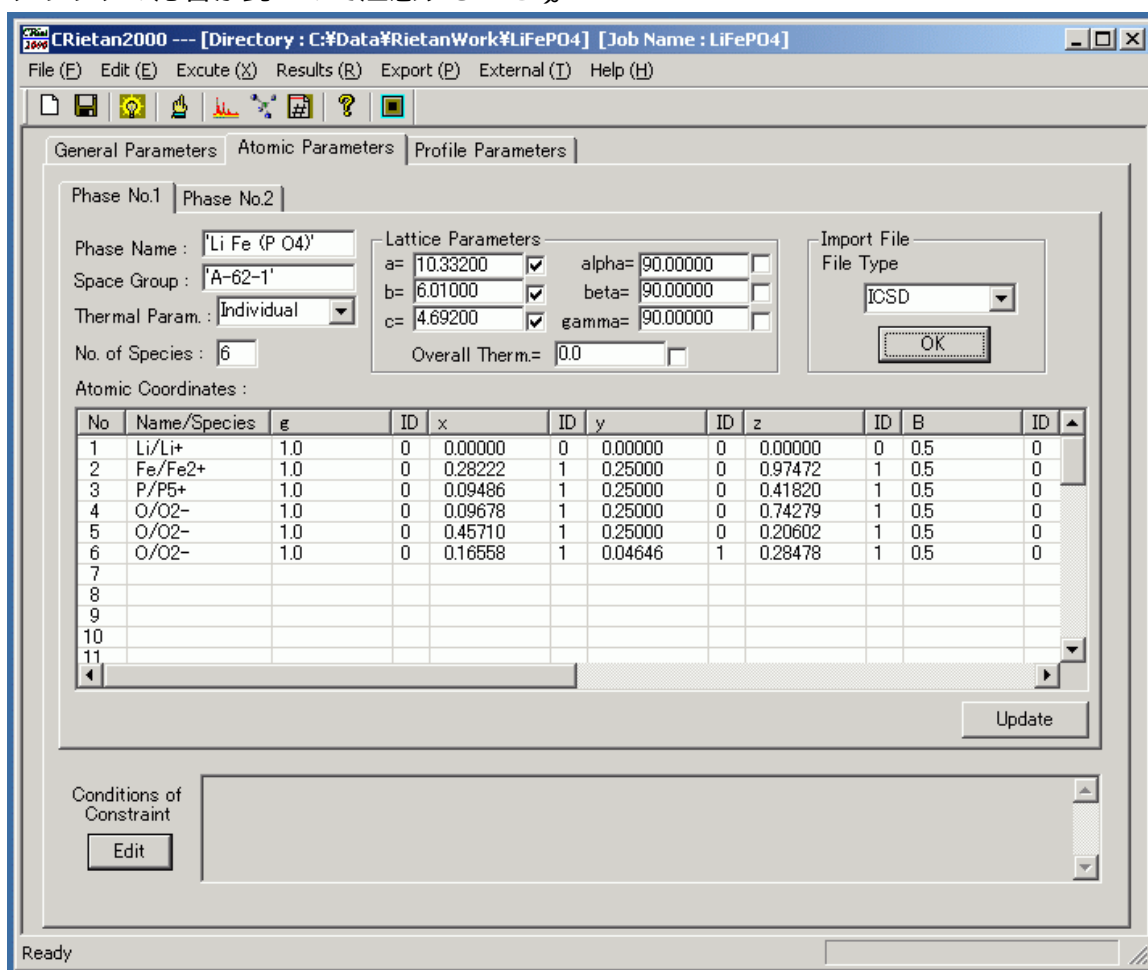 CRietan2000 --- [Directory : C:¥Data¥RietanWork¥LiFePO4] [Job Name : LiFePO4]
File (F) Edit (E) Excute (X) Results (R) Export (P) External (T) Help (H)
General Parameters Atomic Parameters Profile Parameters
Phase No.1 Phase No.2
Phase Name : 'Li Fe (P O4)'
Space Group : 'A-62-1'
Thermal Param. : Individual
No. of Species : 6
Lattice Parameters
a= 10.33200 alpha= 90.00000
b= 6.01000 beta= 90.00000
c= 4.69200 gamma= 90.00000
Overall Therm.= 0.0
Import File
File Type
ICSD
OK
Atomic Coordinates :
No Name/Species g ID x ID y ID z ID B ID
1 Li/Li+ 1.0 0 0.00000 0 0.00000 0 0.00000 0 0.5 0
2 Fe/Fe2+ 1.0 0 0.28222 1 0.25000 0 0.97472 1 0.5 0
3 P/P5+ 1.0 0 0.09486 1 0.25000 0 0.41820 1 0.5 0
4 O/O2- 1.0 0 0.09678 1 0.25000 0 0.74279 1 0.5 0
5 O/O2- 1.0 0 0.45710 1 0.25000 0 0.20602 1 0.5 0
6 O/O2- 1.0 0 0.16558 1 0.04646 1 0.28478 1 0.5 0
7
8
9
10
11
Update
Conditions of
Constraint
Edit
Ready